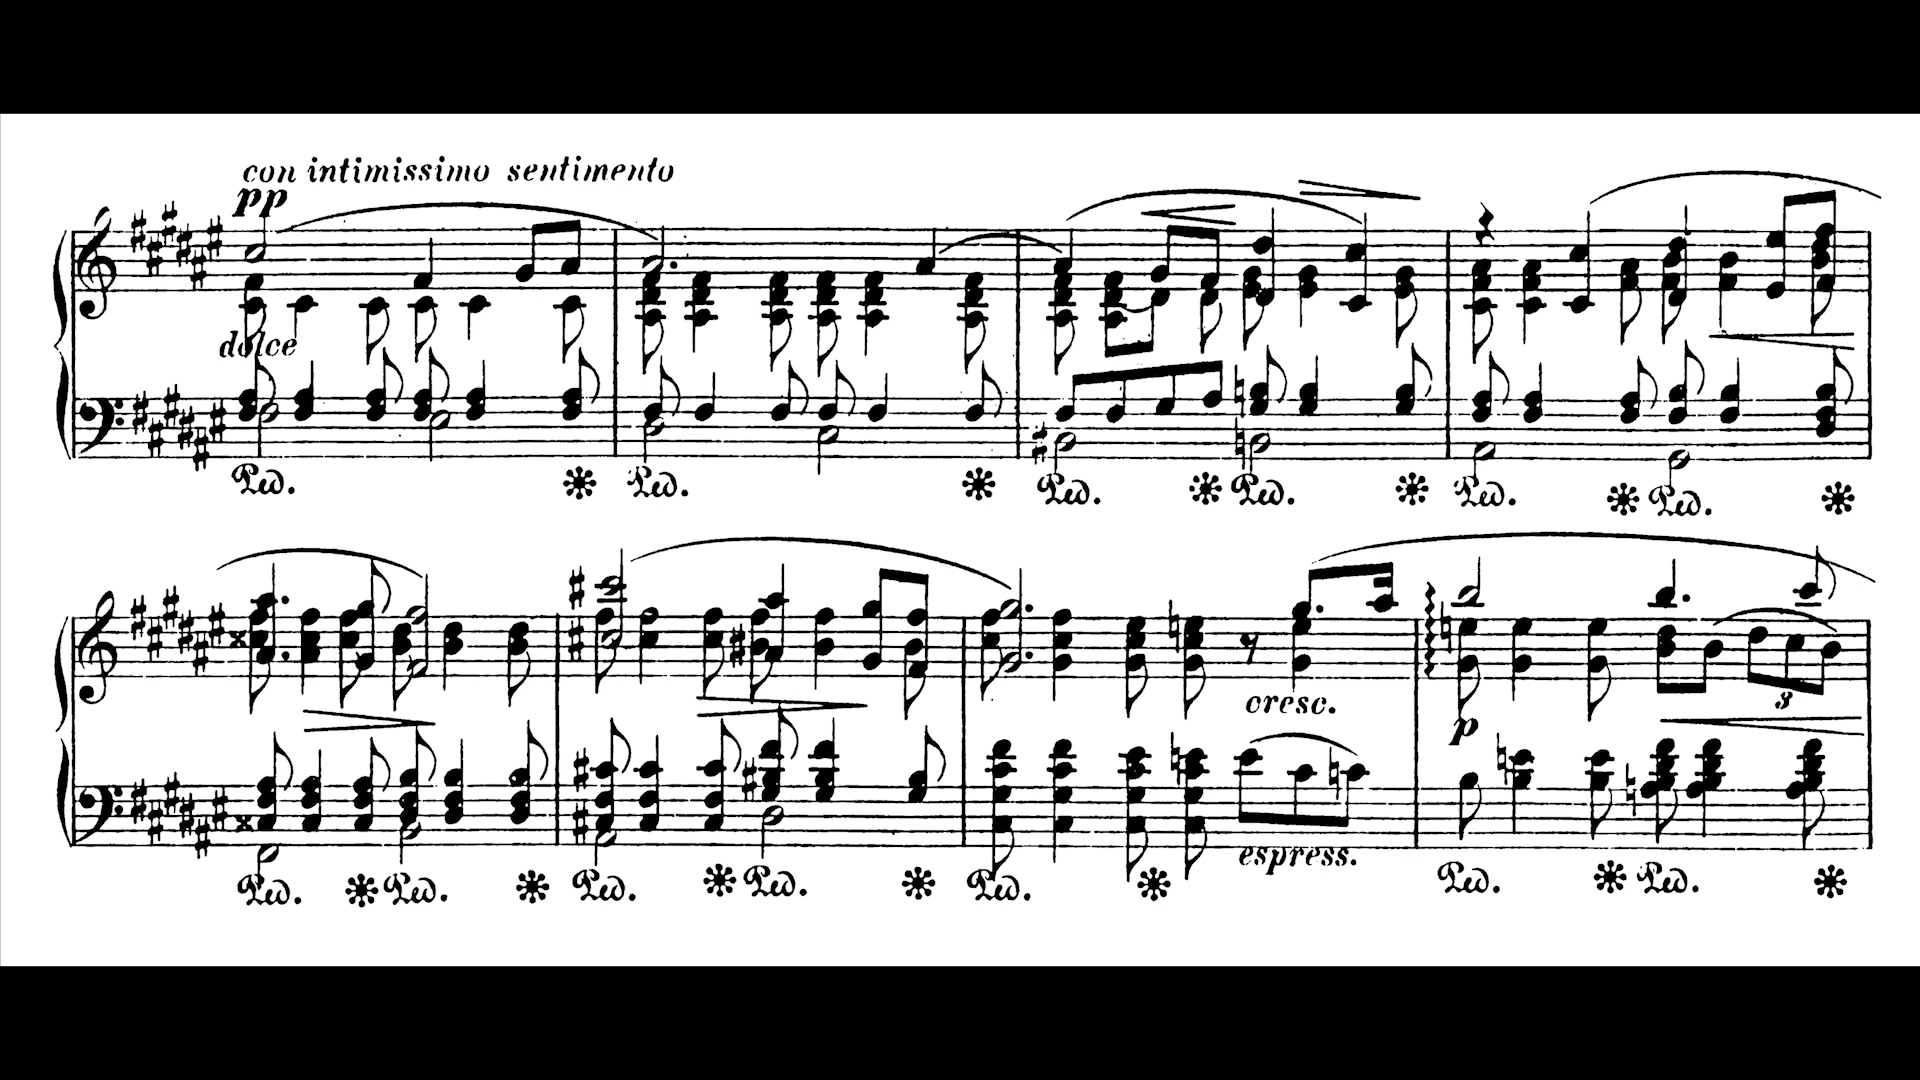 con intimissimo sentimento
pp
dolce
Ped. Ped. Ped. Ped. Ped. Ped.
cresc.
p
3
espress.
Ped. Ped. Ped. Ped. Ped. Ped. Ped.